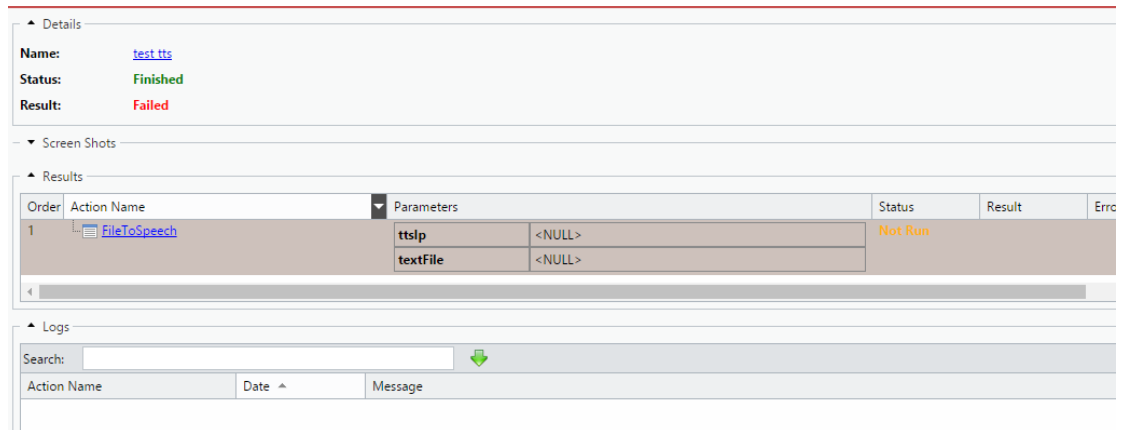 Details
Name: test tts
Status: Finished
Result: Failed
Screen Shots
Results
Order Action Name Parameters Status Result Erro
1 FileToSpeech ttsIp <NULL> Not Run
textFile <NULL>
Logs
Search:
Action Name Date Message